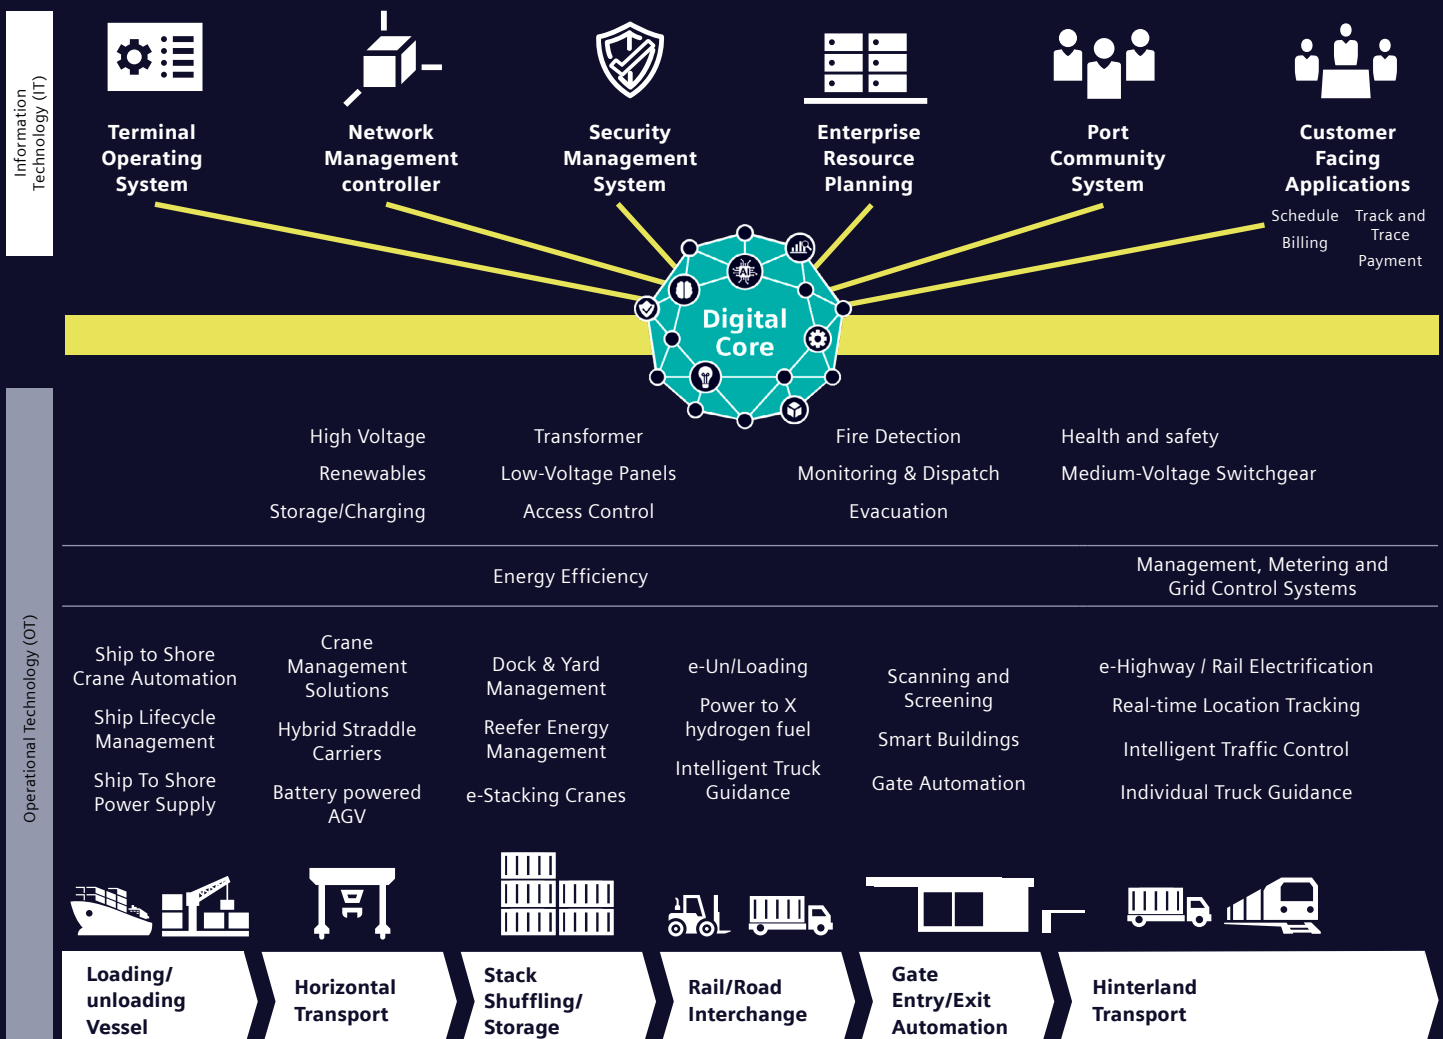 Information
Technology (IT)
Terminal
Operating
System
Network
Management
controller
Security
Management
System
Enterprise
Resource
Planning
Port
Community
System
Customer
Facing
Applications
Schedule
Billing
Track and
Trace
Payment
AI
Digital
Core
Operational Technology (OT)
High Voltage
Renewables
Storage/Charging
Transformer
Low-Voltage Panels
Access Control
Fire Detection
Monitoring & Dispatch
Evacuation
Health and safety
Medium-Voltage Switchgear
Energy Efficiency
Management, Metering and
Grid Control Systems
Ship to Shore
Crane Automation
Ship Lifecycle
Management
Ship To Shore
Power Supply
Crane
Management
Solutions
Hybrid Straddle
Carriers
Battery powered
AGV
Dock & Yard
Management
Reefer Energy
Management
e-Stacking Cranes
e-Un/Loading
Power to X
hydrogen fuel
Intelligent Truck
Guidance
Scanning and
Screening
Smart Buildings
Gate Automation
e-Highway / Rail Electrification
Real-time Location Tracking
Intelligent Traffic Control
Individual Truck Guidance
Loading/
unloading
Vessel
Horizontal
Transport
Stack
Shuffling/
Storage
Rail/Road
Interchange
Gate
Entry/Exit
Automation
Hinterland
Transport